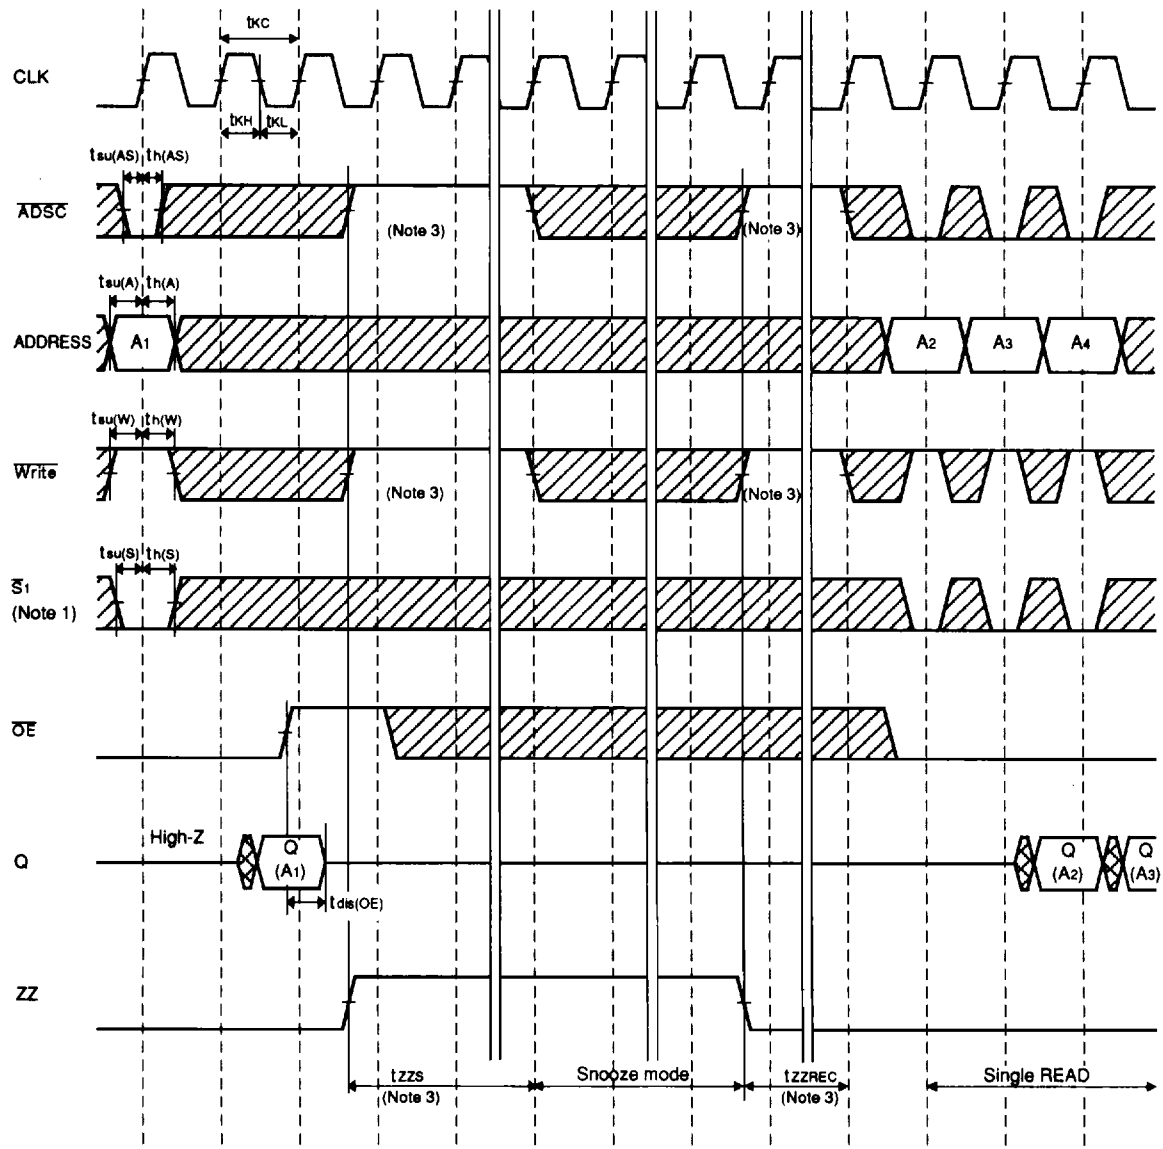 tKC
CLK
tKH
tKL
tsu(AS) th(AS)
ADSC
(Note 3)
(Note 3)
tsu(A) th(A)
ADDRESS
A1
A2
A3
A4
tsu(W) th(W)
Write
(Note 3)
(Note 3)
tsu(S) th(S)
S1
(Note 1)
OE
High-Z
Q
Q
(A1)
Q
(A2)
Q
(A3)
tdis(OE)
ZZ
tZZS
(Note 3)
Snooze mode
tZZREC
(Note 3)
Single READ